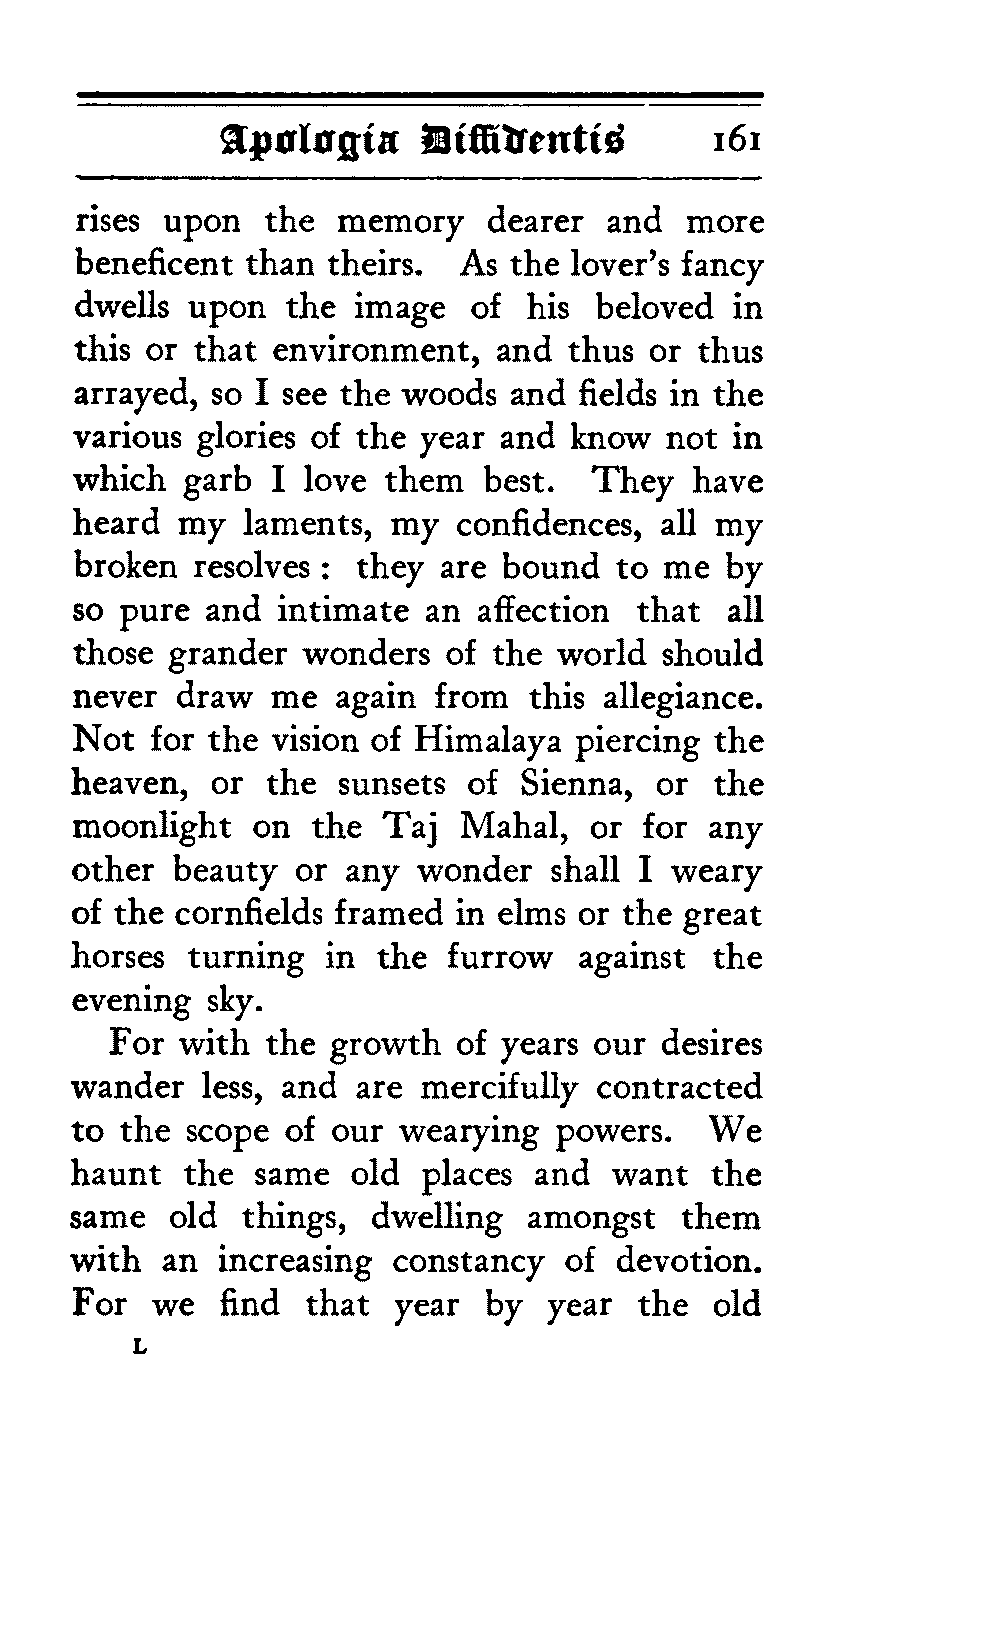 Apologia Diffidentis 161
rises upon the memory dearer and more
beneficent than theirs. As the lover's fancy
dwells upon the image of his beloved in
this or that environment, and thus or thus
arrayed, so I see the woods and fields in the
various glories of the year and know not in
which garb I love them best. They have
heard my laments, my confidences, all my
broken resolves : they are bound to me by
so pure and intimate an affection that all
those grander wonders of the world should
never draw me again from this allegiance.
Not for the vision of Himalaya piercing the
heaven, or the sunsets of Sienna, or the
moonlight on the Taj Mahal, or for any
other beauty or any wonder shall I weary
of the cornfields framed in elms or the great
horses turning in the furrow against the
evening sky.
For with the growth of years our desires
wander less, and are mercifully contracted
to the scope of our wearying powers. We
haunt the same old places and want the
same old things, dwelling amongst them
with an increasing constancy of devotion.
For we find that year by year the old
L